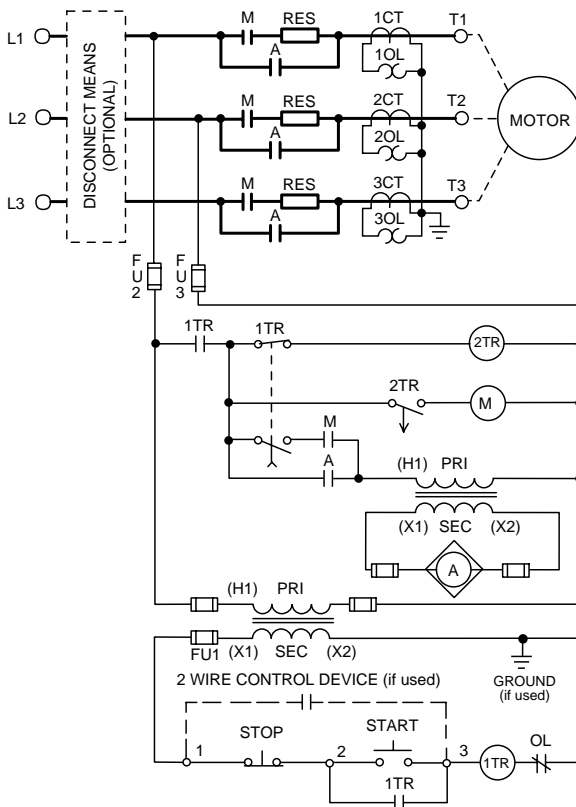 M RES 1CT T1
L1
A 1OL
DISCONNECT MEANS
(OPTIONAL)
M RES 2CT T2
L2 MOTOR
A 2OL
M RES 3CT T3
L3
A 3OL
FU2
FU3
1TR 1TR
2TR
2TR
M
M
A (H1) PRI
(X1) SEC (X2)
A
(H1) PRI
FU1 (X1) SEC (X2)
GROUND
(if used)
2 WIRE CONTROL DEVICE (if used)
STOP START OL
1 2 3 1TR
1TR